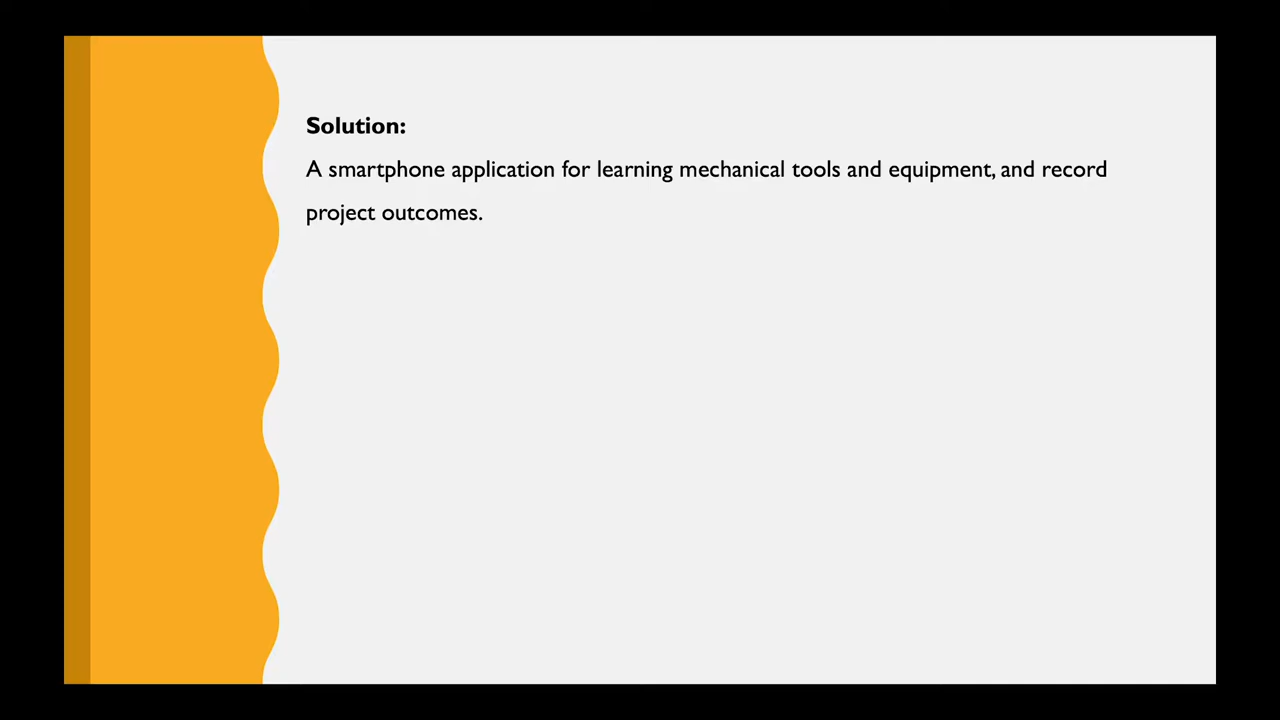 Solution:
A smartphone application for learning mechanical tools and equipment, and record
project outcomes.